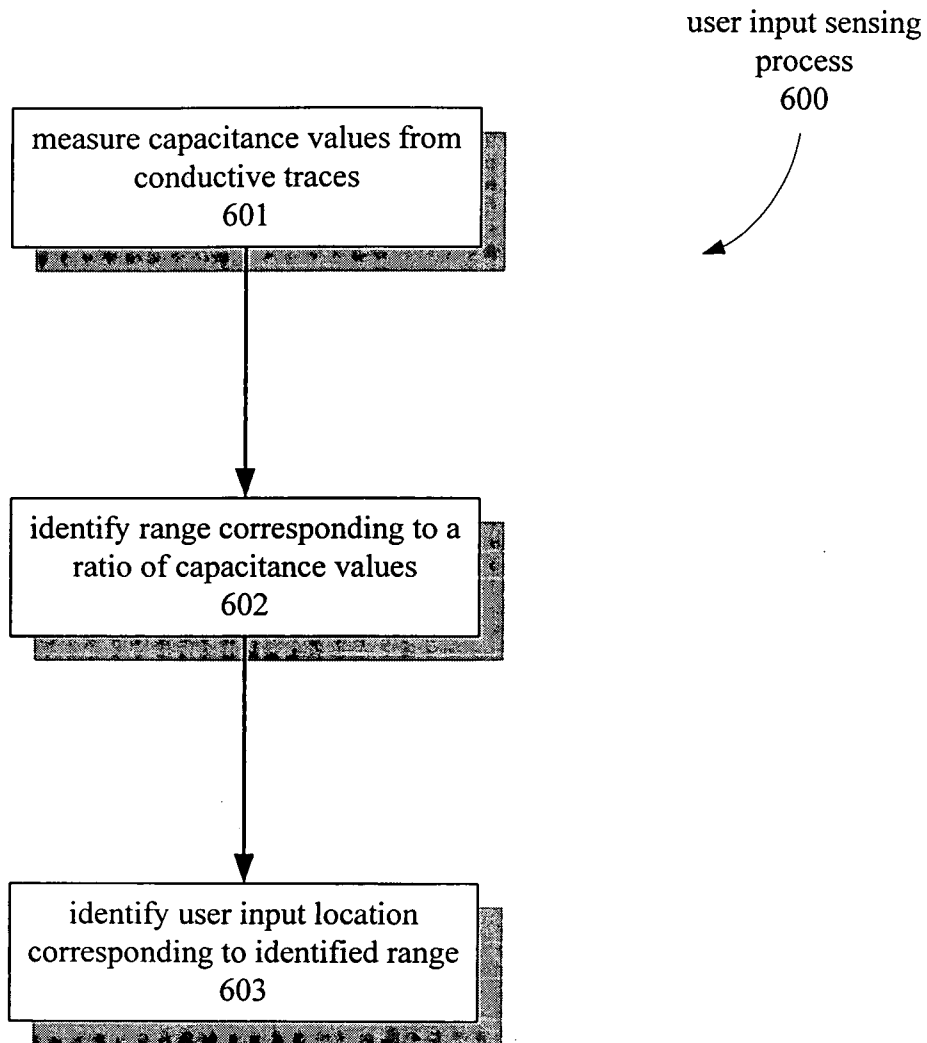 user input sensing
process
600
measure capacitance values from
conductive traces
601
identify range corresponding to a
ratio of capacitance values
602
identify user input location
corresponding to identified range
603